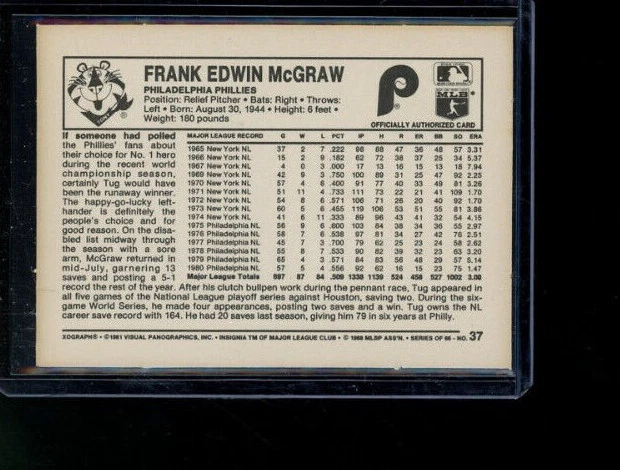 FRANK EDWIN McGRAW
PHILADELPHIA PHILLIES
Position: Relief Pitcher • Bats: Right • Throws:
Left • Born: August 30, 1944 • Height: 6 feet •
Weight: 180 pounds
TONY
P
MLB
OFFICIALLY AUTHORIZED CARD
If someone had polled
the Phillies' fans about
their choice for No. 1 hero
during the recent world
championship season,
certainly Tug would have
been the runaway winner.
The happy-go-lucky left-
hander is definitely the
people's choice and for
good reason. On the disa-
bled list midway through
the season with a sore
arm, McGraw returned in
mid-July, garnering 13
saves and posting a 5-1
MAJOR LEAGUE RECORD G W L PCT IP H R ER BB SO ERA
1965 New York NL 37 2 7 .222 98 88 47 36 48 57 3.31
1966 New York NL 15 2 9 .182 62 72 38 37 25 34 5.37
1967 New York NL 4 0 3 .000 17 13 16 15 13 18 7.94
1969 New York NL 42 9 3 .750 100 89 31 25 47 92 2.25
1970 New York NL 57 4 6 .400 91 77 40 33 49 81 3.26
1971 New York NL 51 11 4 .733 111 73 22 21 41 109 1.70
1972 New York NL 54 8 6 .571 106 71 26 20 40 92 1.70
1973 New York NL 60 5 6 .455 119 106 53 51 55 81 3.86
1974 New York NL 41 6 11 .333 89 96 43 41 32 54 4.15
1975 Philadelphia NL 56 9 6 .600 103 84 38 34 36 55 2.97
1976 Philadelphia NL 58 7 6 .538 97 81 34 27 42 76 2.51
1977 Philadelphia NL 45 7 3 .700 79 62 25 23 24 58 2.62
1978 Philadelphia NL 55 8 7 .533 90 82 39 32 23 63 3.20
1979 Philadelphia NL 65 4 3 .571 84 83 56 48 29 57 5.14
1980 Philadelphia NL 57 5 4 .556 92 62 16 15 23 75 1.47
Major League Totals 697 87 84 .509 1338 1139 524 458 527 1002 3.08
record the rest of the year. After his clutch bullpen work during the pennant race, Tug appeared in
all five games of the National League playoff series against Houston, saving two. During the six-
game World Series, he made four appearances, posting two saves and a win. Tug owns the NL
career save record with 164. He had 20 saves last season, giving him 79 in six years at Philly.
XOGRAPH® • ©1981 VISUAL PANOGRAPHICS, INC. • INSIGNIA TM OF MAJOR LEAGUE CLUB • © 1968 MLBP ASS'N. • SERIES OF 66 - NO. 37